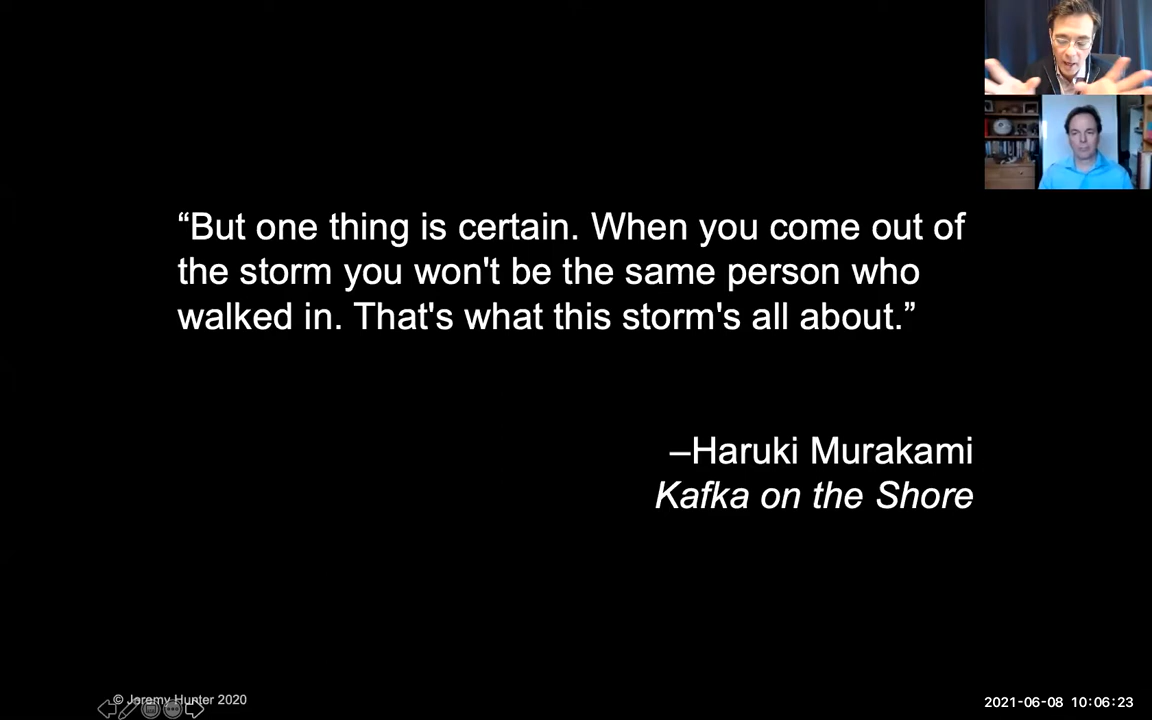 “But one thing is certain. When you come out of
the storm you won't be the same person who
walked in. That's what this storm's all about.”
–Haruki Murakami
Kafka on the Shore
© Jeremy Hunter 2020
2021-06-08 10:06:23